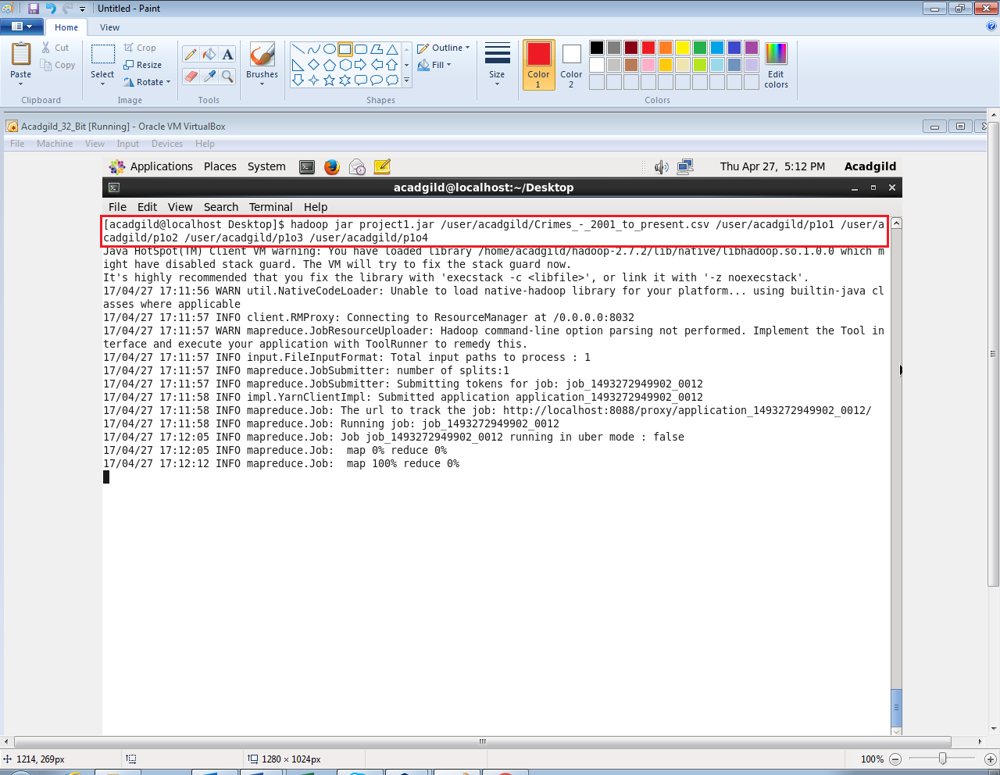 Untitled - Paint
Home View
Paste
Cut
Copy
Clipboard
Select
Crop
Resize
Rotate
Image
A
Tools
Brushes
Outline
Fill
Shapes
Size
Color 1
Color 2
Edit colors
Colors
Acadgild_32_Bit [Running] - Oracle VM VirtualBox
File Machine View Input Devices Help
Applications Places System Thu Apr 27, 5:12 PM Acadgild
acadgild@localhost:~/Desktop
File Edit View Search Terminal Help
[acadgild@localhost Desktop]$ hadoop jar project1.jar /user/acadgild/Crimes_-_2001_to_present.csv /user/acadgild/p1o1 /user/a
cadgild/p1o2 /user/acadgild/p1o3 /user/acadgild/p1o4
Java HotSpot(TM) Client VM warning: You have loaded library /home/acadgild/hadoop-2.7.2/lib/native/libhadoop.so.1.0.0 which m
ight have disabled stack guard. The VM will try to fix the stack guard now.
It's highly recommended that you fix the library with 'execstack -c <libfile>', or link it with '-z noexecstack'.
17/04/27 17:11:56 WARN util.NativeCodeLoader: Unable to load native-hadoop library for your platform... using builtin-java cl
asses where applicable
17/04/27 17:11:57 INFO client.RMProxy: Connecting to ResourceManager at /0.0.0.0:8032
17/04/27 17:11:57 WARN mapreduce.JobResourceUploader: Hadoop command-line option parsing not performed. Implement the Tool in
terface and execute your application with ToolRunner to remedy this.
17/04/27 17:11:57 INFO input.FileInputFormat: Total input paths to process : 1
17/04/27 17:11:57 INFO mapreduce.JobSubmitter: number of splits:1
17/04/27 17:11:57 INFO mapreduce.JobSubmitter: Submitting tokens for job: job_1493272949902_0012
17/04/27 17:11:58 INFO impl.YarnClientImpl: Submitted application application_1493272949902_0012
17/04/27 17:11:58 INFO mapreduce.Job: The url to track the job: http://localhost:8088/proxy/application_1493272949902_0012/
17/04/27 17:11:58 INFO mapreduce.Job: Running job: job_1493272949902_0012
17/04/27 17:12:05 INFO mapreduce.Job: Job job_1493272949902_0012 running in uber mode : false
17/04/27 17:12:05 INFO mapreduce.Job:  map 0% reduce 0%
17/04/27 17:12:12 INFO mapreduce.Job:  map 100% reduce 0%
1214, 269px 1280 × 1024px 100%